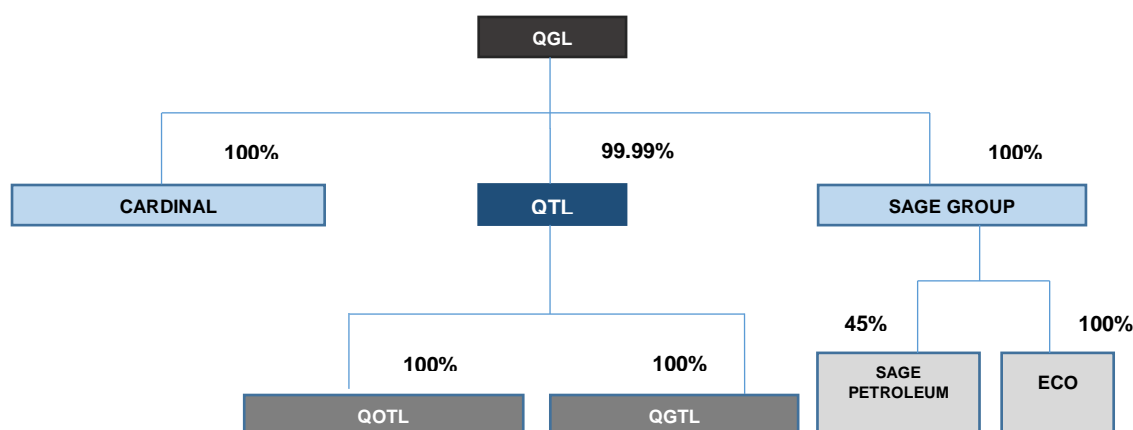 QGL
100%
99.99%
100%
CARDINAL
QTL
SAGE GROUP
45%
100%
100%
100%
SAGE
PETROLEUM
ECO
QOTL
QGTL